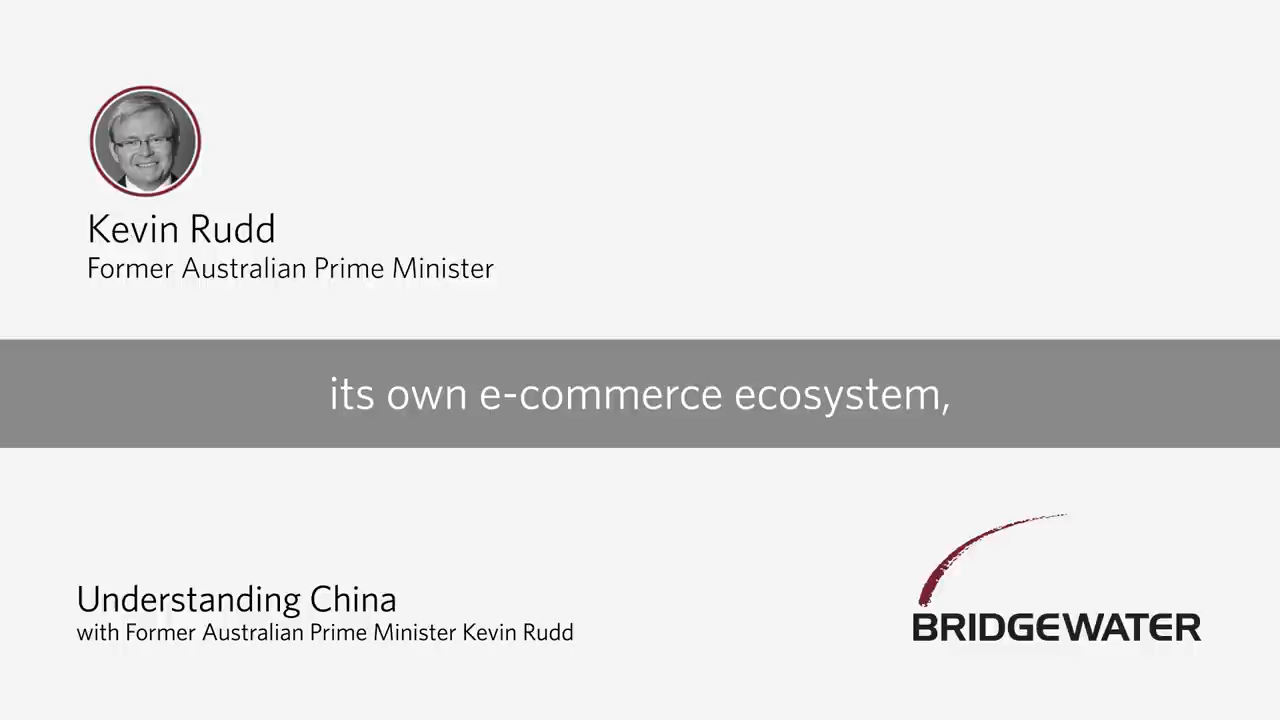 Kevin Rudd
Former Australian Prime Minister
its own e-commerce ecosystem,
Understanding China
with Former Australian Prime Minister Kevin Rudd
BRIDGEWATER